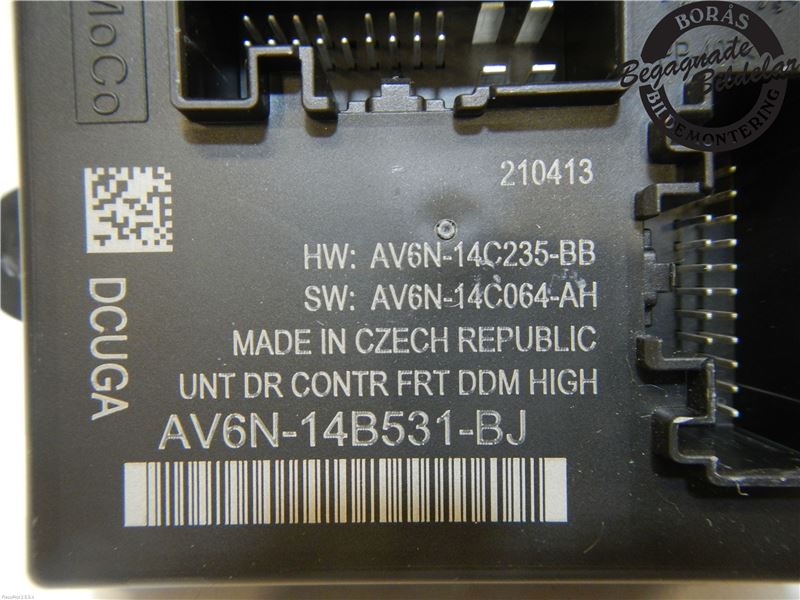 MoCo
BORÅS
Begagnade
Bildelar
BILDEMONTERING
210413
HW: AV6N-14C235-BB
SW: AV6N-14C064-AH
MADE IN CZECH REPUBLIC
UNT DR CONTR FRT DDM HIGH
DCUGA
AV6N-14B531-BJ